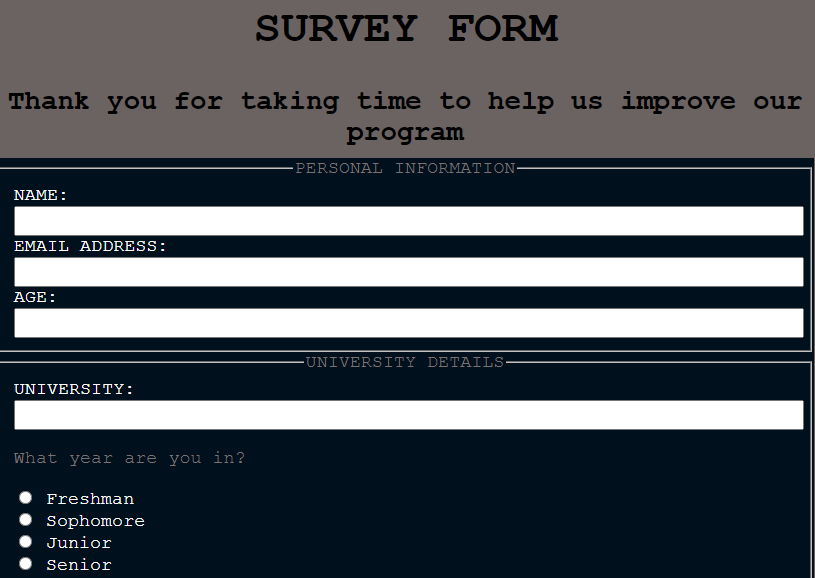 SURVEY FORM
Thank you for taking time to help us improve our
program
PERSONAL INFORMATION
NAME:
EMAIL ADDRESS:
AGE:
UNIVERSITY DETAILS
UNIVERSITY:
What year are you in?
Freshman
Sophomore
Junior
Senior